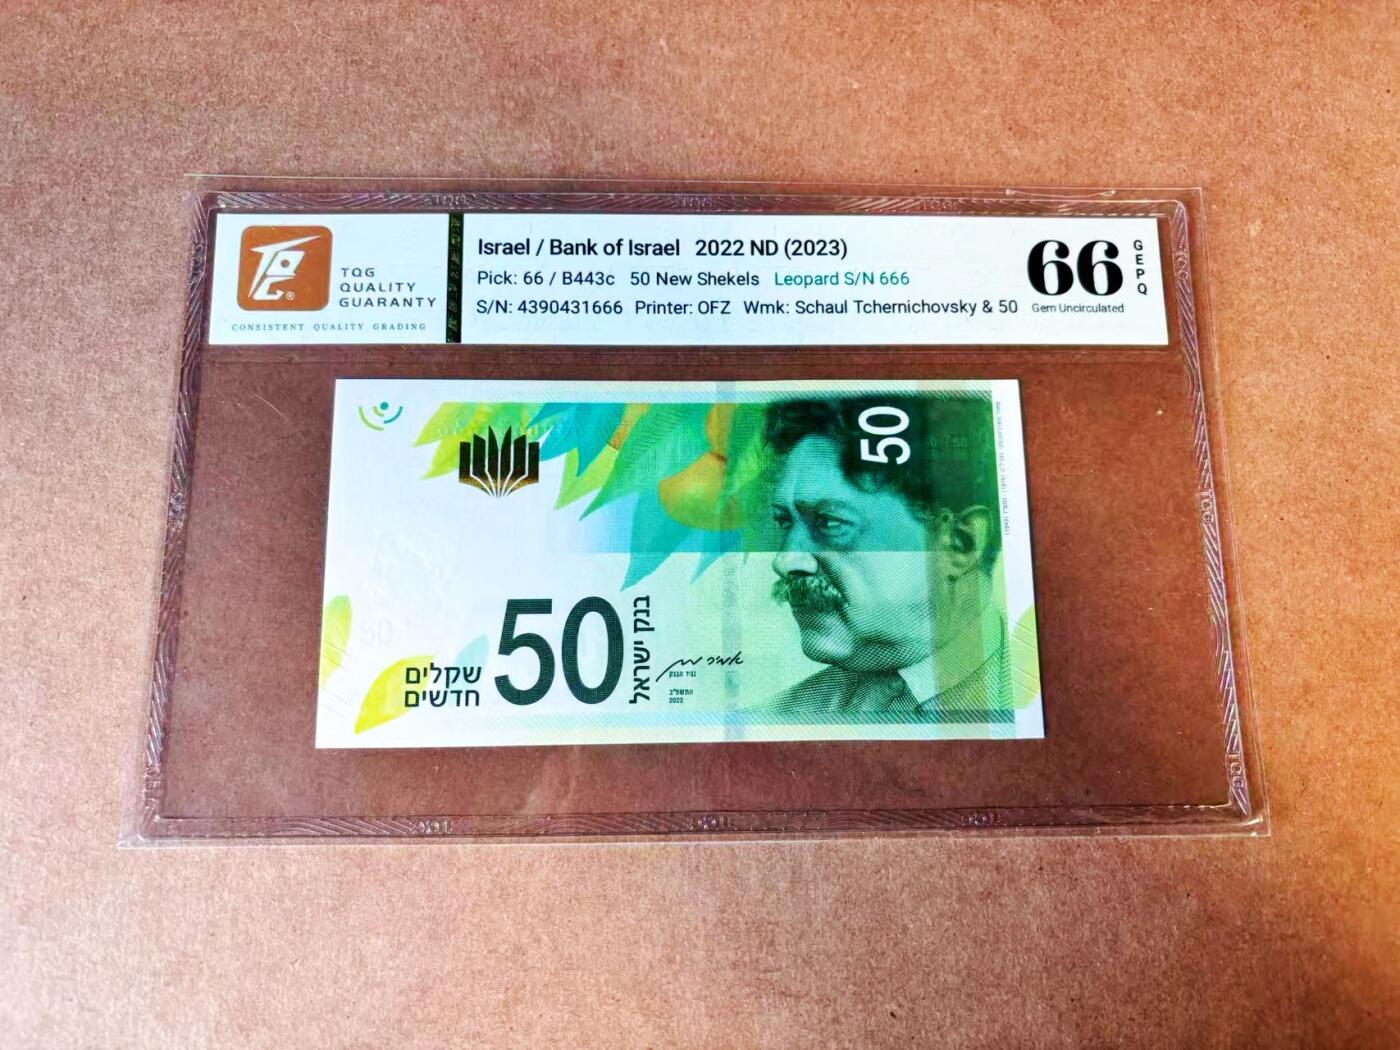 TQG
QUALITY
GUARANTY
CONSISTENT QUALITY GRADING
Israel / Bank of Israel 2022 ND (2023)
Pick: 66 / B443c 50 New Shekels Leopard S/N 666
S/N: 4390431666 Printer: OFZ Wmk: Schaul Tchernichovsky & 50
66
GEPQ
Gem Uncirculated
50
50
50
שקלים
חדשים
בנק ישראל
נגיד הבנק
התשפ"ב
2022